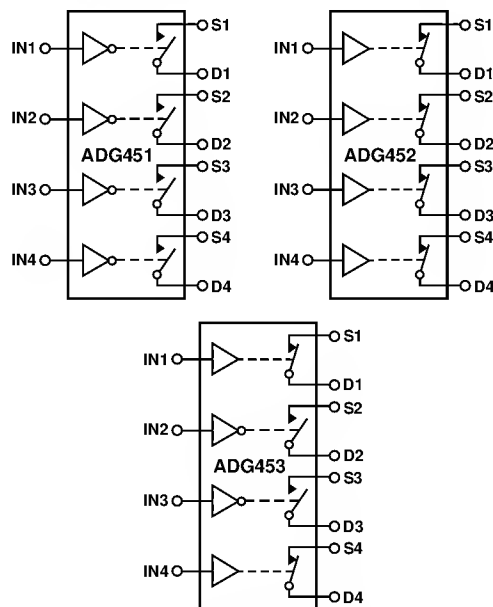 S1
IN1
D1
S2
IN2
D2
ADG451
S3
IN3
D3
S4
IN4
D4
S1
IN1
D1
S2
IN2
D2
ADG452
S3
IN3
D3
S4
IN4
D4
S1
IN1
D1
S2
IN2
D2
ADG453
S3
IN3
D3
S4
IN4
D4